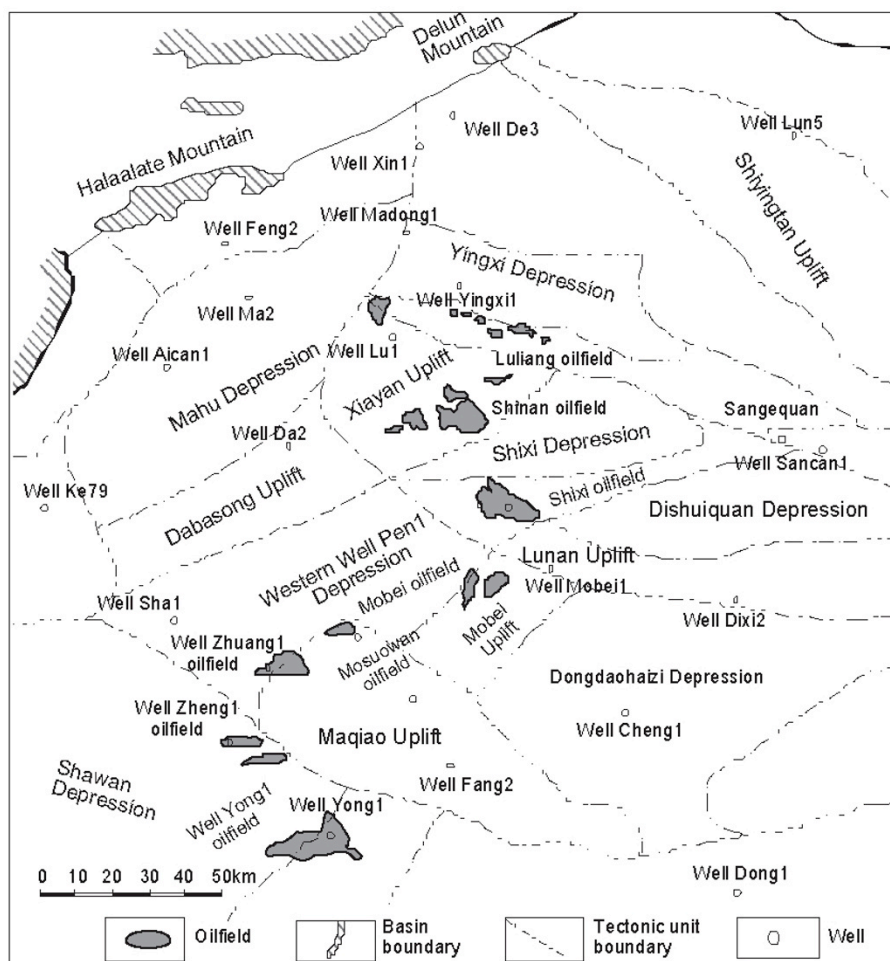 Delun
Mountain
Well De3
Well Lun5
Halaalate Mountain
Well Xin1
Shiyingtan Uplift
Well Madong1
Well Feng2
Yingxi Depression
Well Ma2
Well Yingxi1
Well Aican1
Well Lu1
Luliang oilfield
Mahu Depression
Xiayan Uplift
Shinan oilfield
Sangequan
Well Da2
Shixi Depression
Well Sancan1
Well Ke79
Dabasong Uplift
Shixi oilfield
Dishuiquan Depression
Western Well Pen1
Depression
Lunan Uplift
Mobei oilfield
Well Mobei1
Well Sha1
Well Dixi2
Mobei
Uplift
Well Zhuang1
oilfield
Mosuowan
oilfield
Dongdaohaizi Depression
Well Zheng1
oilfield
Well Cheng1
Maqiao Uplift
Shawan
Depression
Well Fang2
Well Yong1
oilfield
Well Yong1
0 10 20 30 40 50km
Well Dong1
Oilfield
Basin
boundary
Tectonic unit
boundary
Well